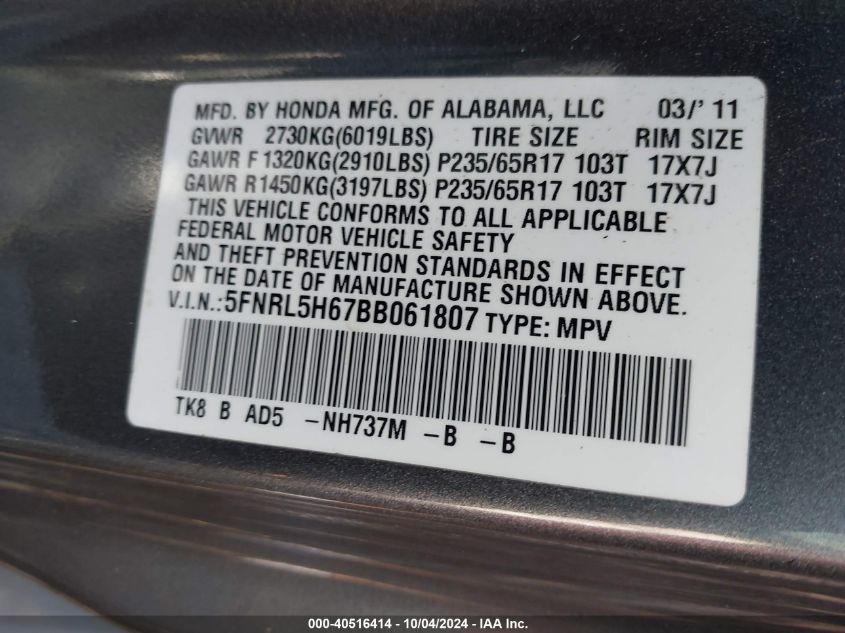 MFD. BY HONDA MFG. OF ALABAMA, LLC 03/' 11
GVWR 2730KG(6019LBS) TIRE SIZE RIM SIZE
GAWR F 1320KG(2910LBS) P235/65R17 103T 17X7J
GAWR R1450KG(3197LBS) P235/65R17 103T 17X7J
THIS VEHICLE CONFORMS TO ALL APPLICABLE
FEDERAL MOTOR VEHICLE SAFETY
AND THEFT PREVENTION STANDARDS IN EFFECT
ON THE DATE OF MANUFACTURE SHOWN ABOVE.
V.I.N.:5FNRL5H67BB061807 TYPE: MPV
TK8 B AD5 -NH737M -B -B
000-40516414 - 10/04/2024 - IAA Inc.